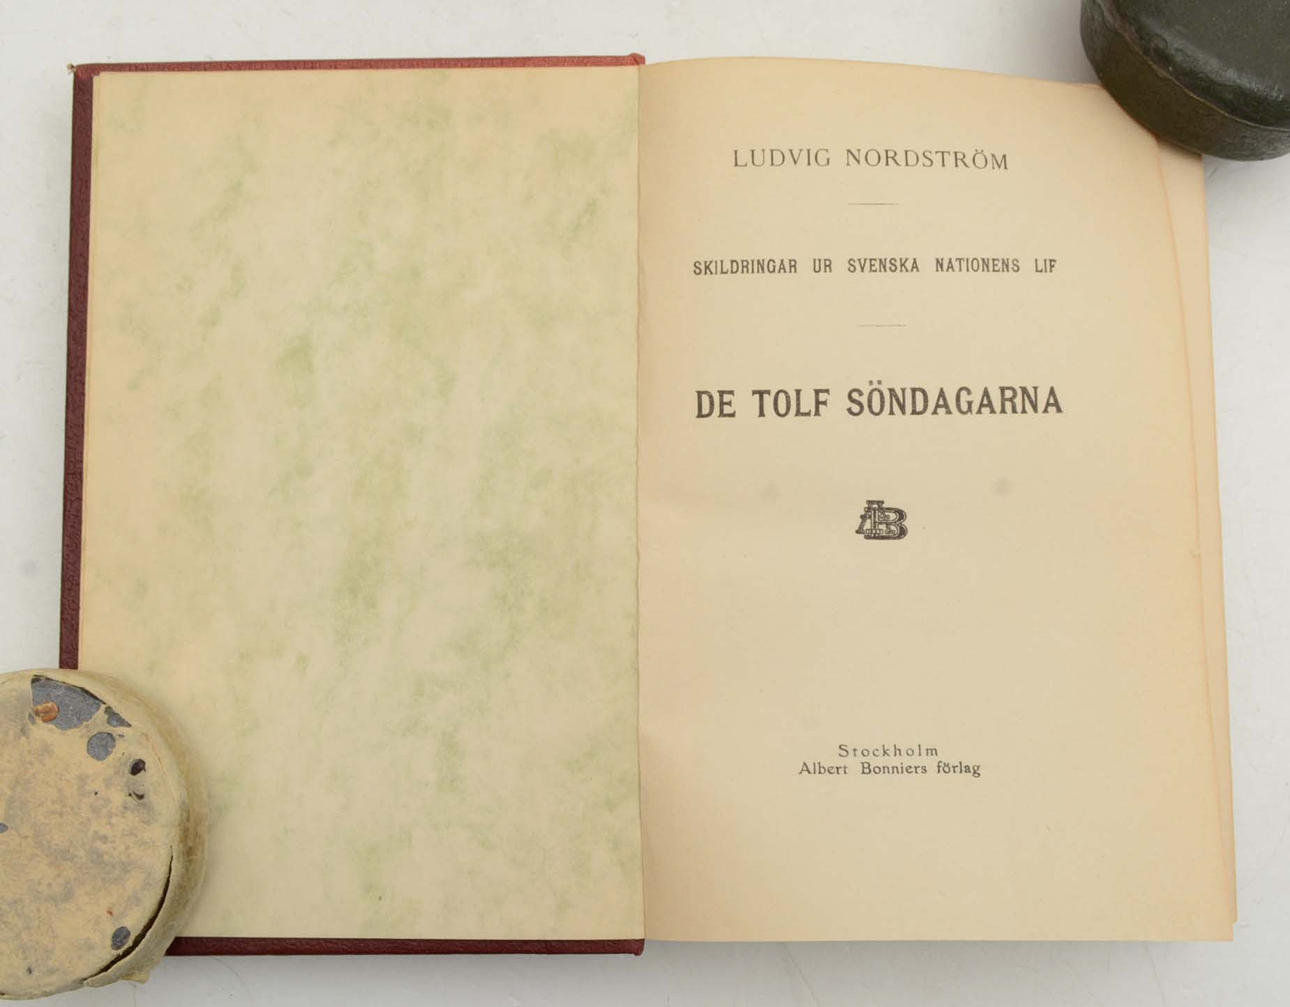 LUDVIG NORDSTRÖM
SKILDRINGAR UR SVENSKA NATIONENS LIF
DE TOLF SÖNDAGARNA
AB
Stockholm
Albert Bonniers förlag